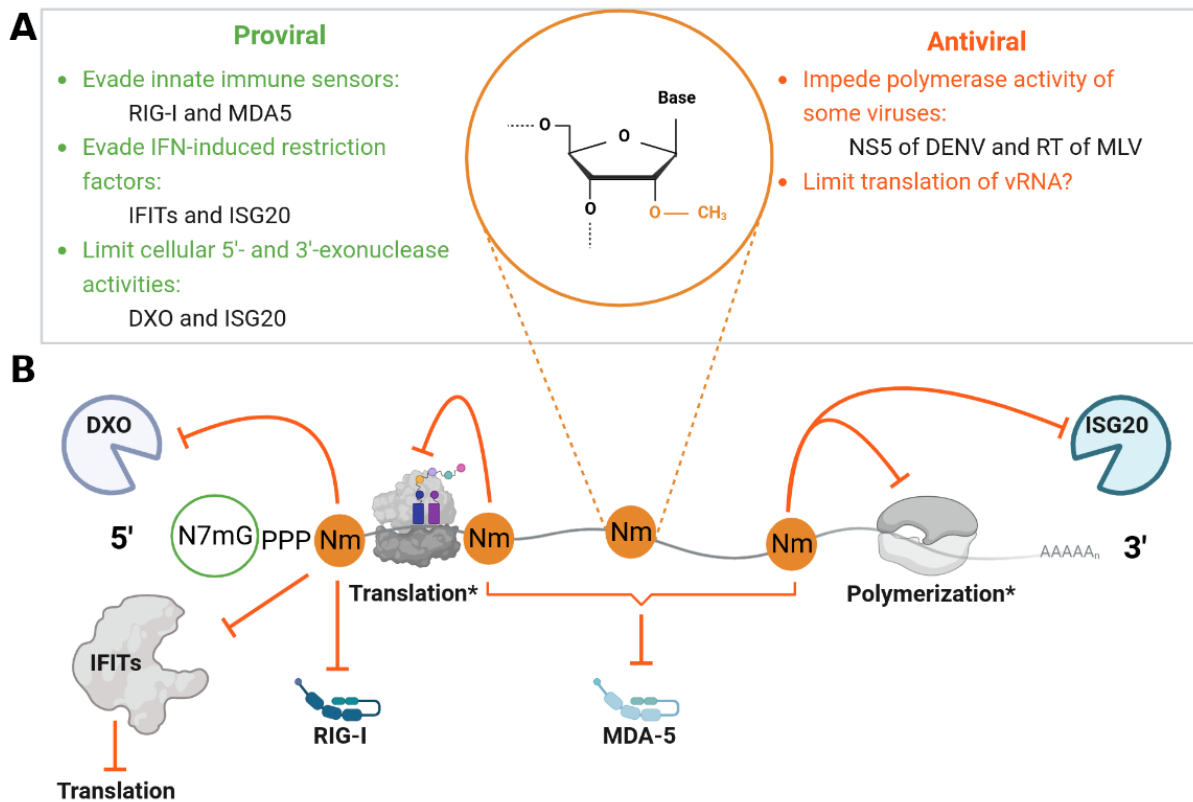 A
Proviral
• Evade innate immune sensors:
RIG-I and MDA5
• Evade IFN-induced restriction
factors:
IFITs and ISG20
• Limit cellular 5'- and 3'-exonuclease
activities:
DXO and ISG20
Base
O
O
O
O
CH₃
Antiviral
• Impede polymerase activity of
some viruses:
NS5 of DENV and RT of MLV
• Limit translation of vRNA?
B
DXO
ISG20
5'
N7mG
PPP
Nm
Nm
Nm
Nm
AAAAAₙ
3'
Translation*
Polymerization*
IFITs
RIG-I
MDA-5
Translation